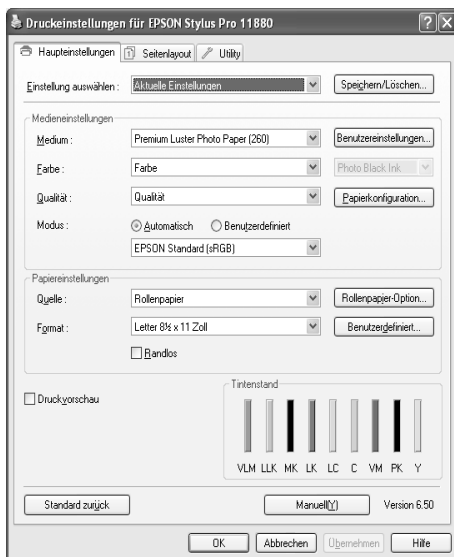 Druckeinstellungen für EPSON Stylus Pro 11880
Haupteinstellungen Seitenlayout Utility
Einstellung auswählen : Aktuelle Einstellungen Speichern/Löschen...
Medieneinstellungen
Medium : Premium Luster Photo Paper (260) Benutzereinstellungen...
Farbe : Farbe Photo Black Ink
Qualität : Qualität Papierkonfiguration...
Modus : Automatisch Benutzerdefiniert
EPSON Standard (sRGB)
Papiereinstellungen
Quelle : Rollenpapier Rollenpapier-Option...
Format : Letter 8½ x 11 Zoll Benutzerdefiniert...
Randlos
Druckvorschau
Tintenstand
VLM LLK MK LK LC C VM PK Y
Standard zurück Manuell(Y) Version 6.50
OK Abbrechen Übernehmen Hilfe